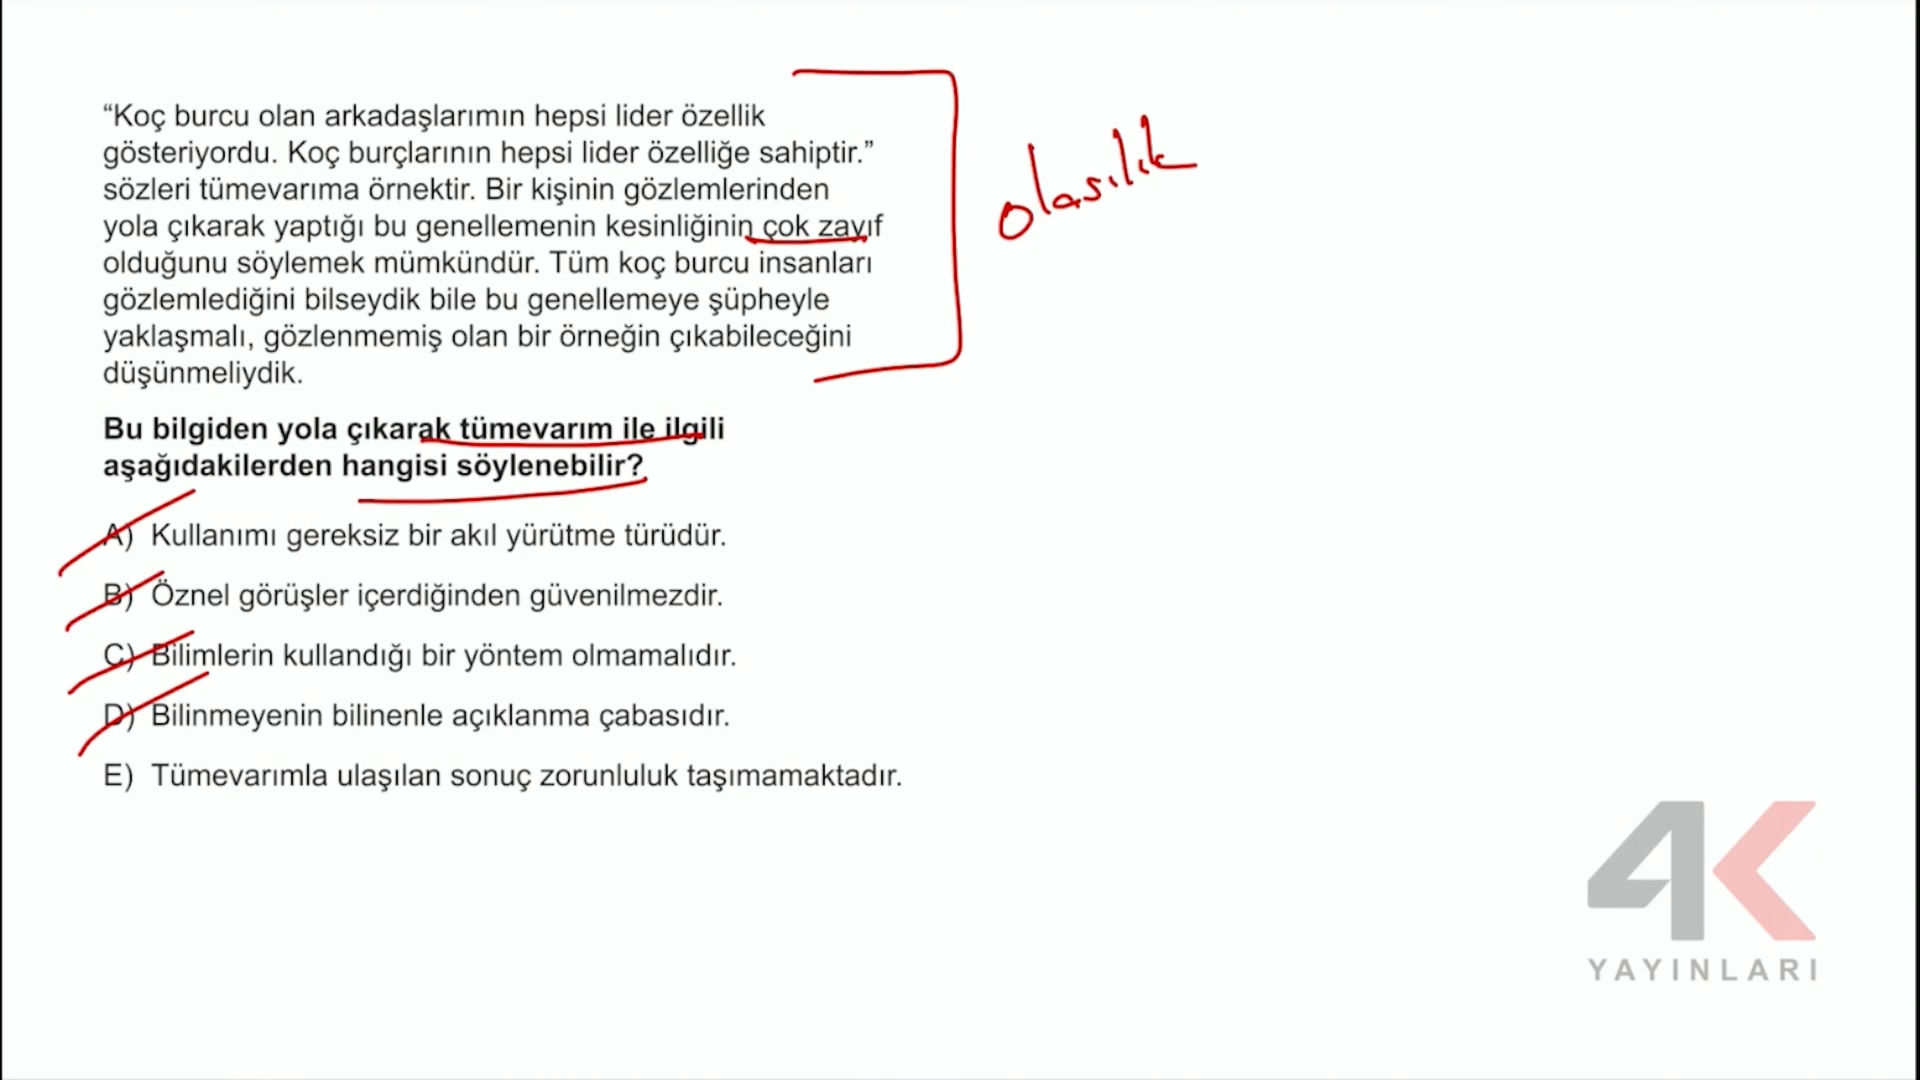 “Koç burcu olan arkadaşlarımın hepsi lider özellik
gösteriyordu. Koç burçlarının hepsi lider özelliğe sahiptir.”
sözleri tümevarıma örnektir. Bir kişinin gözlemlerinden
yola çıkarak yaptığı bu genellemenin kesinliğinin çok zayıf
olduğunu söylemek mümkündür. Tüm koç burcu insanları
gözlemlediğini bilseydik bile bu genellemeye şüpheyle
yaklaşmalı, gözlenmemiş olan bir örneğin çıkabileceğini
düşünmeliydik.
olasılık
Bu bilgiden yola çıkarak tümevarım ile ilgili
aşağıdakilerden hangisi söylenebilir?
A) Kullanımı gereksiz bir akıl yürütme türüdür.
B) Öznel görüşler içerdiğinden güvenilmezdir.
C) Bilimlerin kullandığı bir yöntem olmamalıdır.
D) Bilinmeyenin bilinenle açıklanma çabasıdır.
E) Tümevarımla ulaşılan sonuç zorunluluk taşımamaktadır.
4K
YAYINLARI